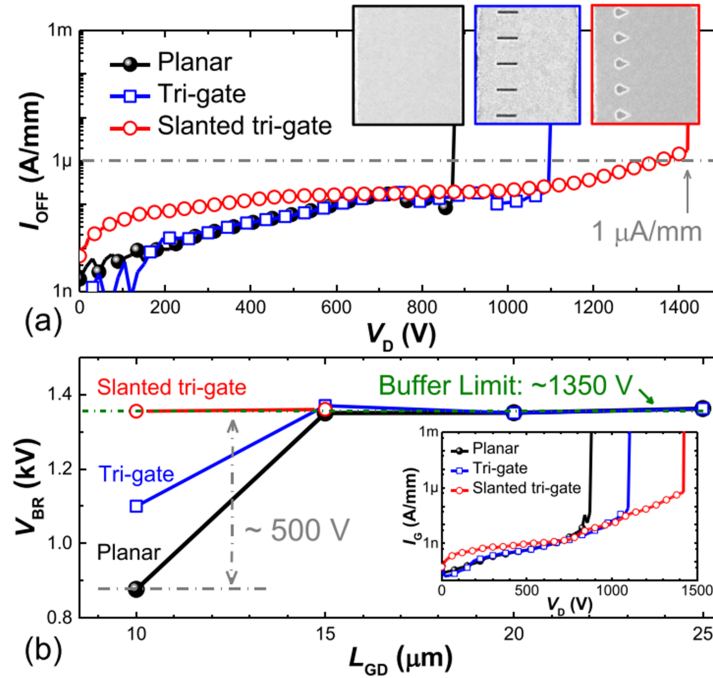 (a)
I_OFF (A/mm)
1m
1μ
1n
Planar
Tri-gate
Slanted tri-gate
1 μA/mm
0 200 400 600 800 1000 1200 1400
V_D (V)
(b)
V_BR (kV)
1.4
1.2
1.0
0.8
Slanted tri-gate
Buffer Limit: ~1350 V
Tri-gate
Planar
~ 500 V
I_G (A/mm)
1m
1μ
1n
Planar
Tri-gate
Slanted tri-gate
0 500 1000 1500
V_D (V)
10 15 20 25
L_GD (μm)